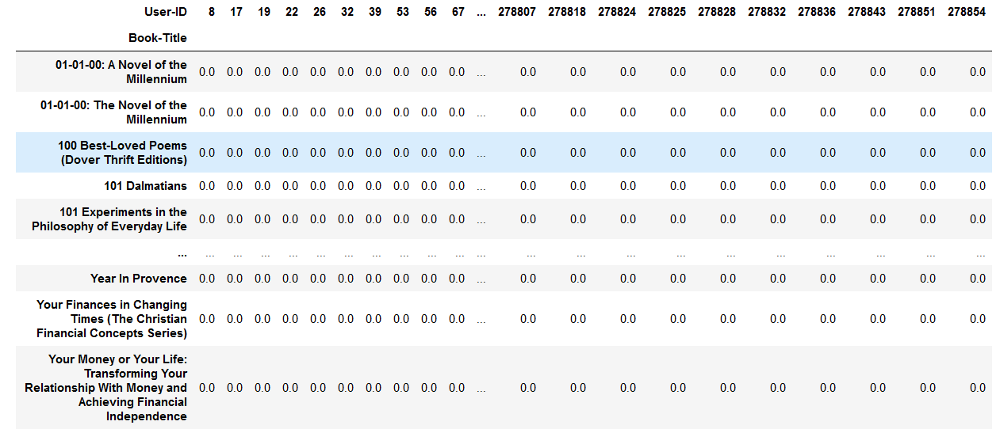 User-ID 8 17 19 22 26 32 39 53 56 67 ... 278807 278818 278824 278825 278828 278832 278836 278843 278851 278854
Book-Title
01-01-00: A Novel of the
Millennium 0.0 0.0 0.0 0.0 0.0 0.0 0.0 0.0 0.0 0.0 ... 0.0 0.0 0.0 0.0 0.0 0.0 0.0 0.0 0.0 0.0
01-01-00: The Novel of the
Millennium 0.0 0.0 0.0 0.0 0.0 0.0 0.0 0.0 0.0 0.0 ... 0.0 0.0 0.0 0.0 0.0 0.0 0.0 0.0 0.0 0.0
100 Best-Loved Poems
(Dover Thrift Editions) 0.0 0.0 0.0 0.0 0.0 0.0 0.0 0.0 0.0 0.0 ... 0.0 0.0 0.0 0.0 0.0 0.0 0.0 0.0 0.0 0.0
101 Dalmatians 0.0 0.0 0.0 0.0 0.0 0.0 0.0 0.0 0.0 0.0 ... 0.0 0.0 0.0 0.0 0.0 0.0 0.0 0.0 0.0 0.0
101 Experiments in the
Philosophy of Everyday Life 0.0 0.0 0.0 0.0 0.0 0.0 0.0 0.0 0.0 0.0 ... 0.0 0.0 0.0 0.0 0.0 0.0 0.0 0.0 0.0 0.0
... ... ... ... ... ... ... ... ... ... ... ... ... ... ... ... ... ... ... ... ... ...
Year In Provence 0.0 0.0 0.0 0.0 0.0 0.0 0.0 0.0 0.0 0.0 ... 0.0 0.0 0.0 0.0 0.0 0.0 0.0 0.0 0.0 0.0
Your Finances in Changing
Times (The Christian 0.0 0.0 0.0 0.0 0.0 0.0 0.0 0.0 0.0 0.0 ... 0.0 0.0 0.0 0.0 0.0 0.0 0.0 0.0 0.0 0.0
Financial Concepts Series)
Your Money or Your Life:
Transforming Your
Relationship With Money and 0.0 0.0 0.0 0.0 0.0 0.0 0.0 0.0 0.0 0.0 ... 0.0 0.0 0.0 0.0 0.0 0.0 0.0 0.0 0.0 0.0
Achieving Financial
Independence